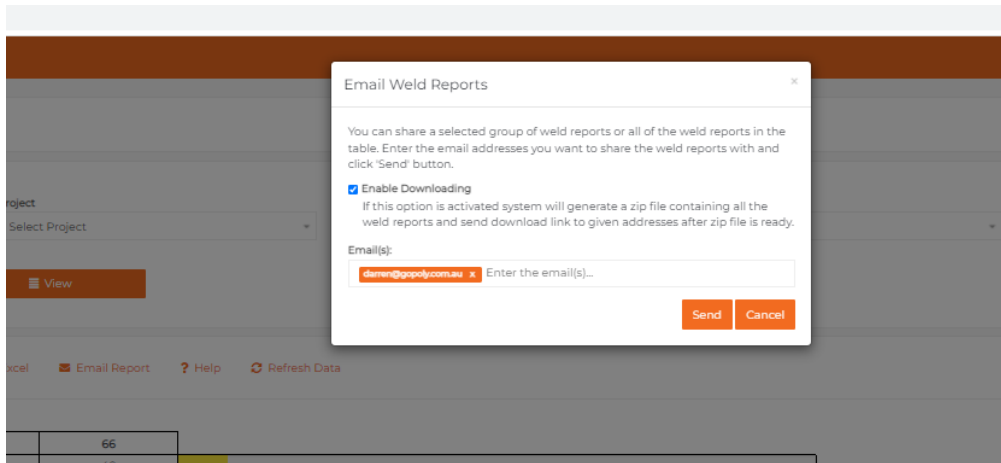 Email Weld Reports
×
You can share a selected group of weld reports or all of the weld reports in the
table. Enter the email addresses you want to share the weld reports with and
click 'Send' button.
Enable Downloading
If this option is activated system will generate a zip file containing all the
weld reports and send download link to given addresses after zip file is ready.
roject
Select Project
Email(s):
darren@gopoly.com.au x Enter the email(s)...
View
Send Cancel
xcel Email Report ? Help Refresh Data
66